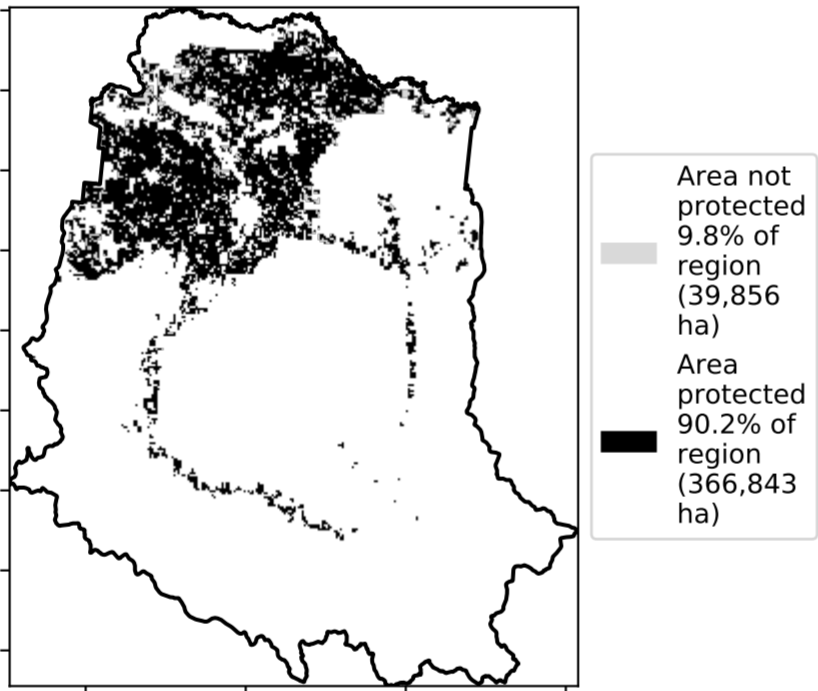 Area not
protected
9.8% of
region
(39,856
ha)
Area
protected
90.2% of
region
(366,843
ha)